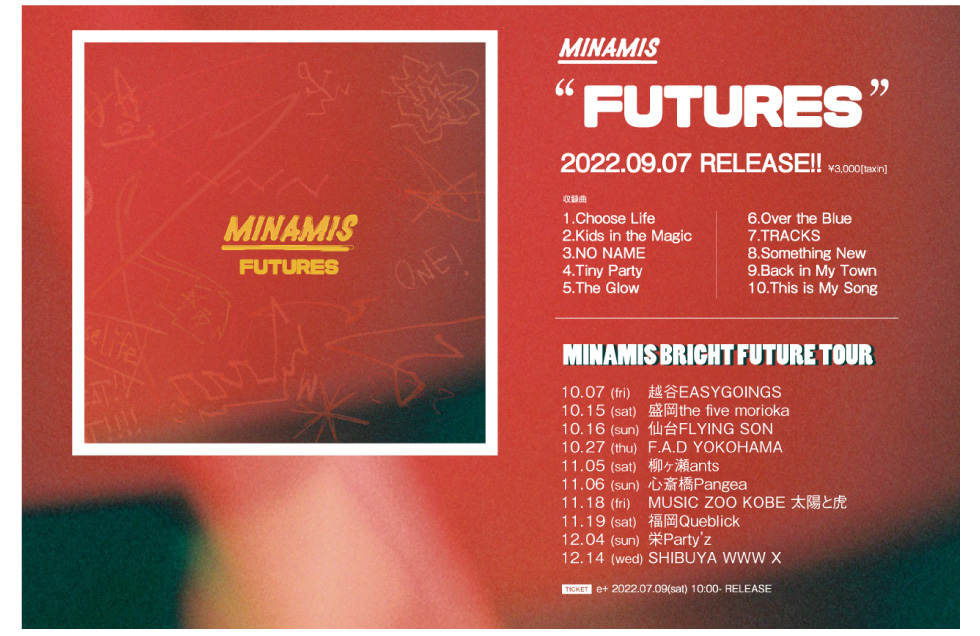 MINAMIS
FUTURES
ONE!
MINAMIS
“FUTURES”
2022.09.07 RELEASE!! ¥3,000[taxin]
収録曲
1.Choose Life
2.Kids in the Magic
3.NO NAME
4.Tiny Party
5.The Glow
6.Over the Blue
7.TRACKS
8.Something New
9.Back in My Town
10.This is My Song
MINAMIS BRIGHT FUTURE TOUR
10.07 (fri) 越谷EASYGOINGS
10.15 (sat) 盛岡the five morioka
10.16 (sun) 仙台FLYING SON
10.27 (thu) F.A.D YOKOHAMA
11.05 (sat) 柳ヶ瀬ants
11.06 (sun) 心斎橋Pangea
11.18 (fri) MUSIC ZOO KOBE 太陽と虎
11.19 (sat) 福岡Queblick
12.04 (sun) 栄Party'z
12.14 (wed) SHIBUYA WWW X
TICKET e+ 2022.07.09(sat) 10:00- RELEASE